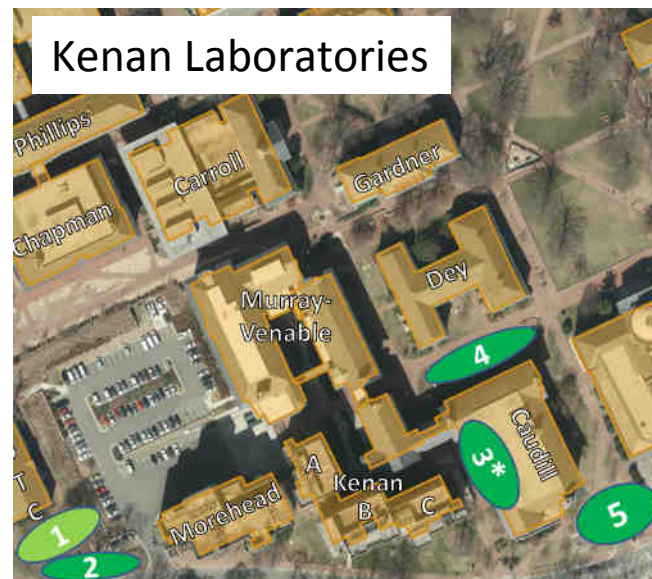 Kenan Laboratories
Phillips
Carroll
Gardner
Chapman
Dey
Murray-
Venable
4
Caudill
3*
A
Kenan
B
C
Morehead
T
C
1
2
5